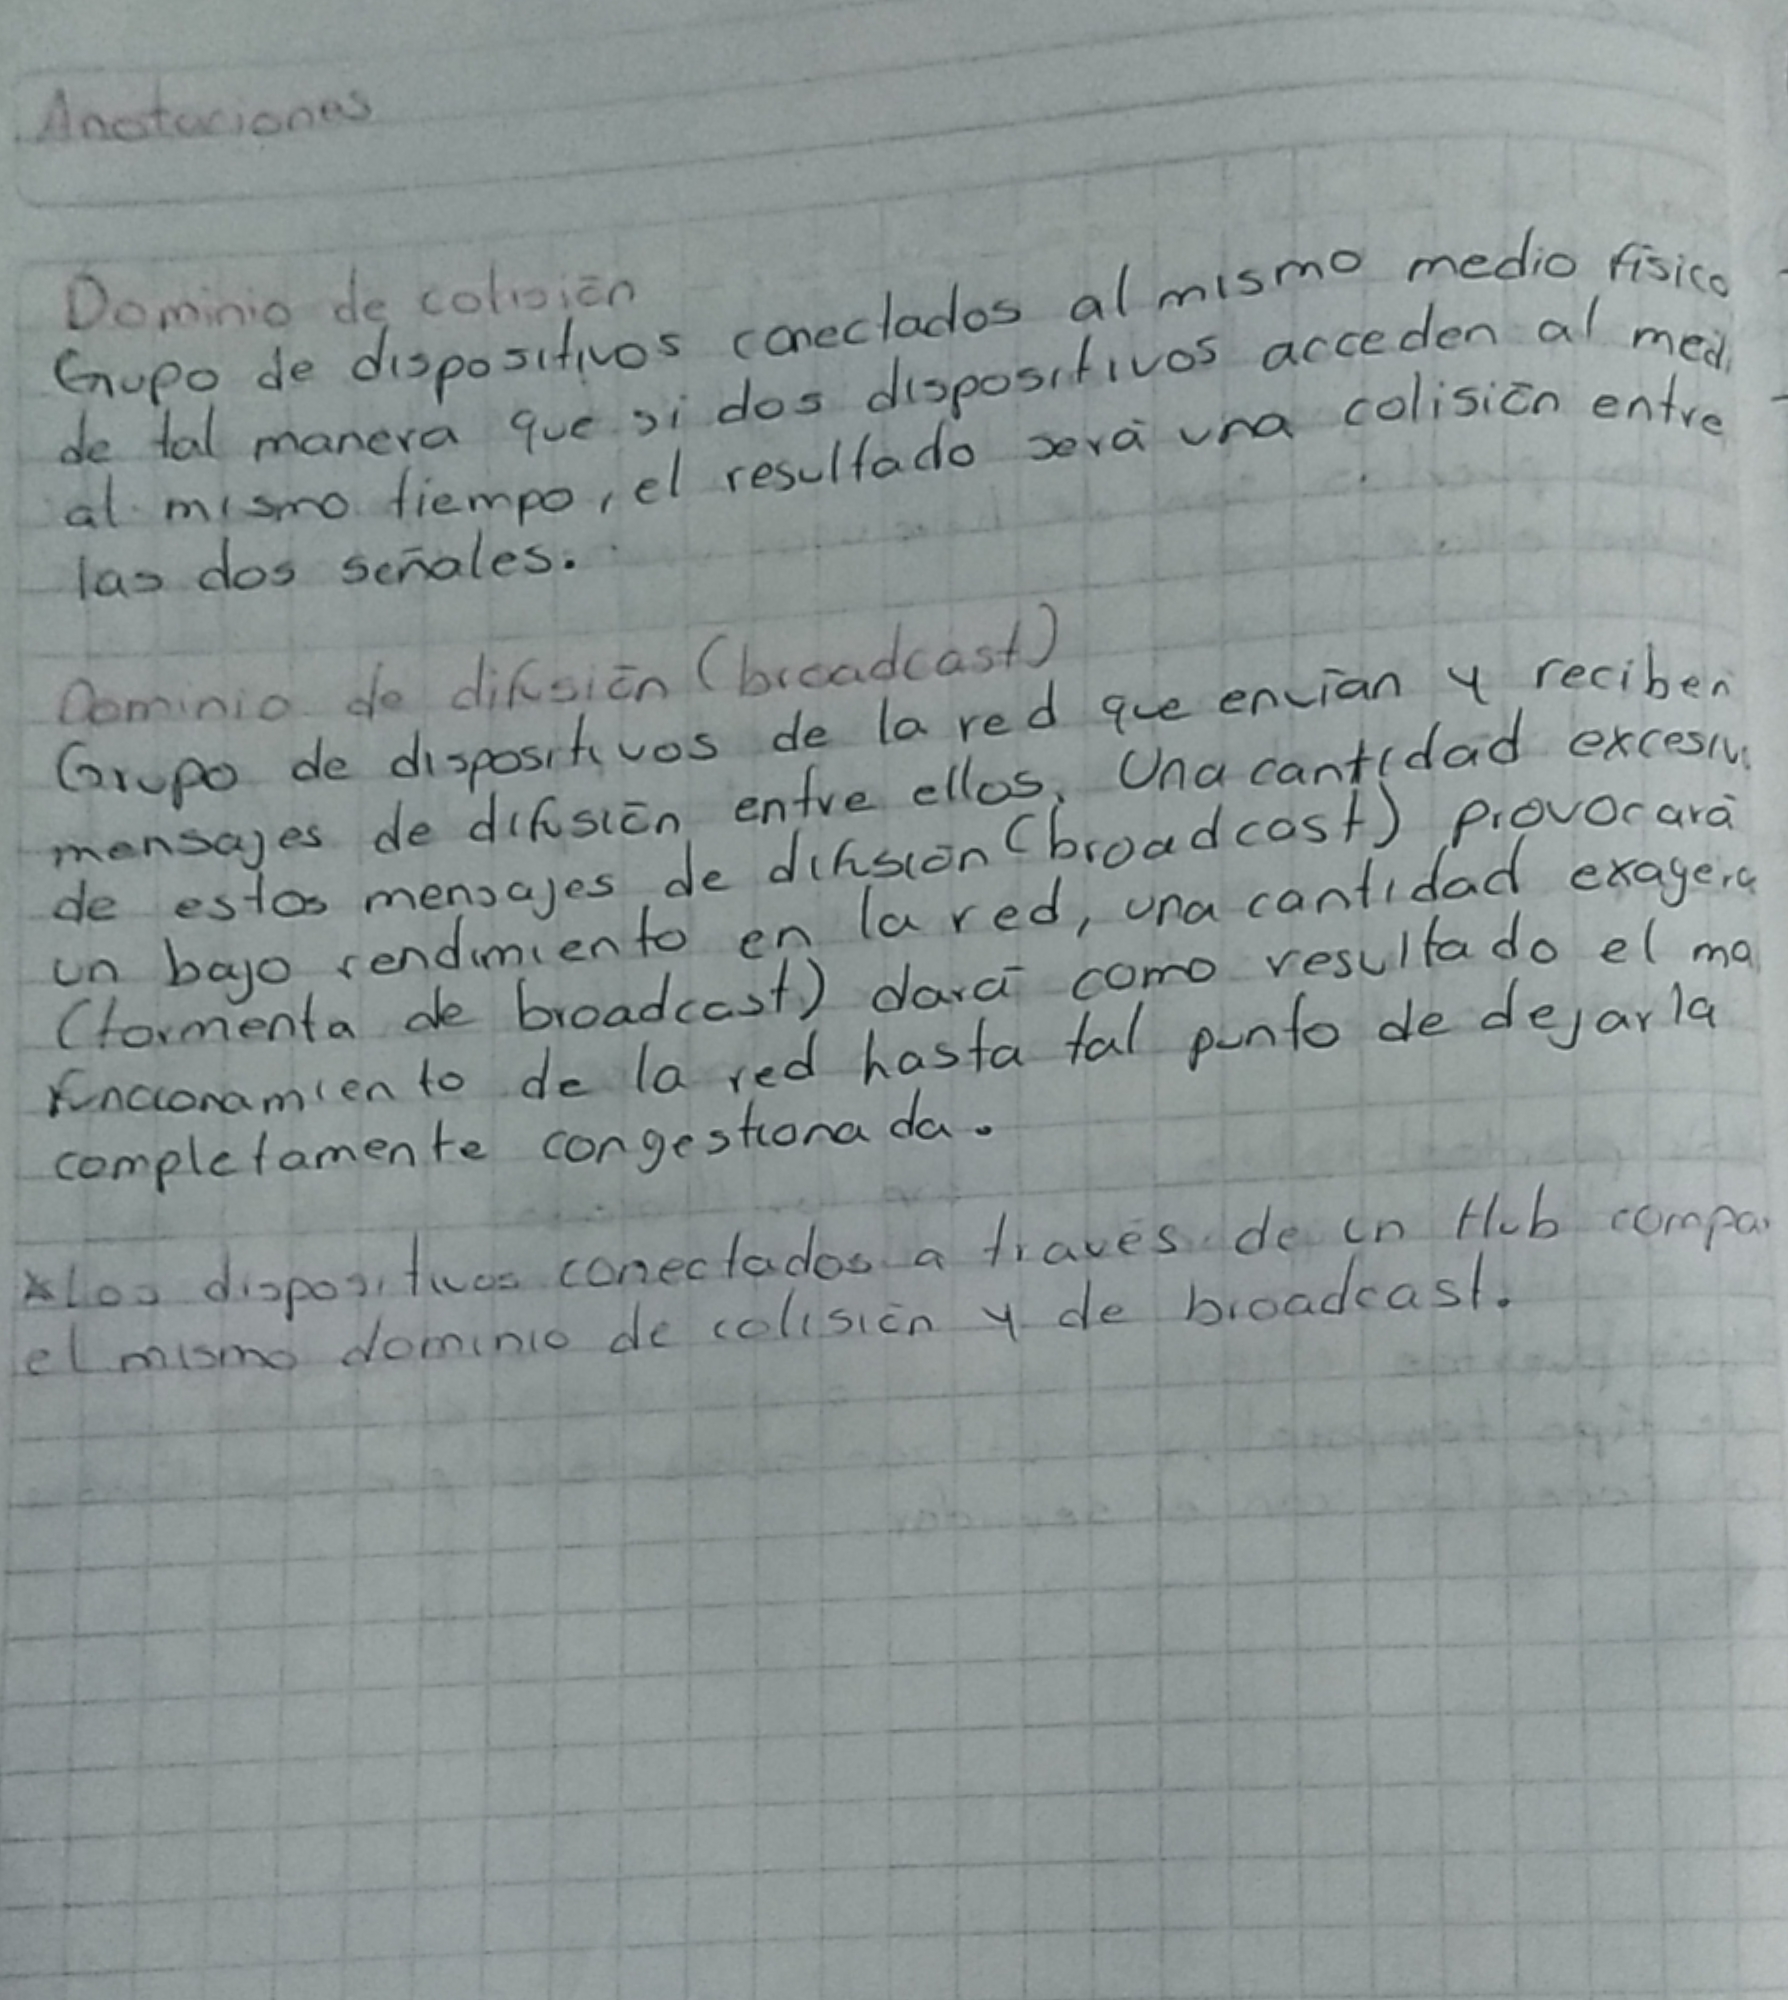 Anotaciones
Dominio de colisión
Grupo de dispositivos conectados al mismo medio físico
de tal manera que si dos dispositivos acceden al med
al mismo tiempo, el resultado será una colisión entre
las dos señales.
Dominio de difusión (broadcast)
Grupo de dispositivos de la red que envían y reciben
mensajes de difusión entre ellos. Una cantidad excesiv
de estos mensajes de difusión (broadcast) provocará
un bajo rendimiento en la red, una cantidad exagera
(tormenta de broadcast) dará como resultado el ma
funcionamiento de la red hasta tal punto de dejarla
completamente congestionada.
*Los dispositivos conectados a través de un Hub compar
el mismo dominio de colisión y de broadcast.